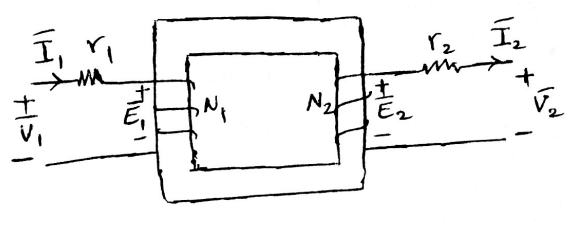 I̅₁ r₁ r₂ I̅₂
+ + + +
V̅₁ E̅₁ N₁ N₂ E̅₂ V̅₂
− − − −